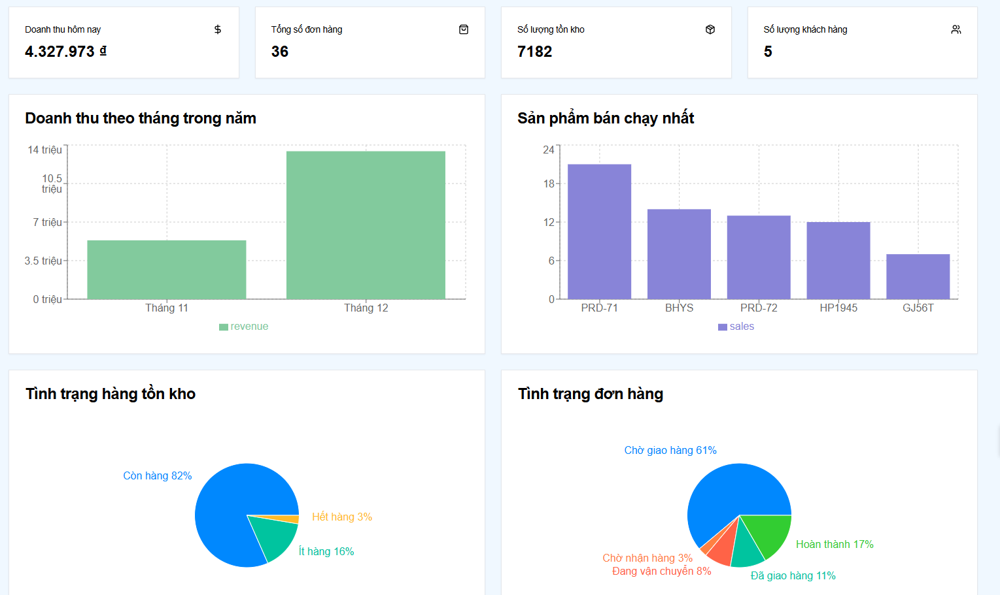 Doanh thu hôm nay
4.327.973 ₫
Tổng số đơn hàng
36
Số lượng tồn kho
7182
Số lượng khách hàng
5
Doanh thu theo tháng trong năm
14 triệu
10.5
triệu
7 triệu
3.5 triệu
0 triệu
Tháng 11
Tháng 12
revenue
Sản phẩm bán chạy nhất
24
18
12
6
0
PRD-71
BHYS
PRD-72
HP1945
GJ56T
sales
Tình trạng hàng tồn kho
Còn hàng 82%
Hết hàng 3%
Ít hàng 16%
Tình trạng đơn hàng
Chờ giao hàng 61%
Hoàn thành 17%
Chờ nhận hàng 3%
Đang vận chuyển 8%
Đã giao hàng 11%